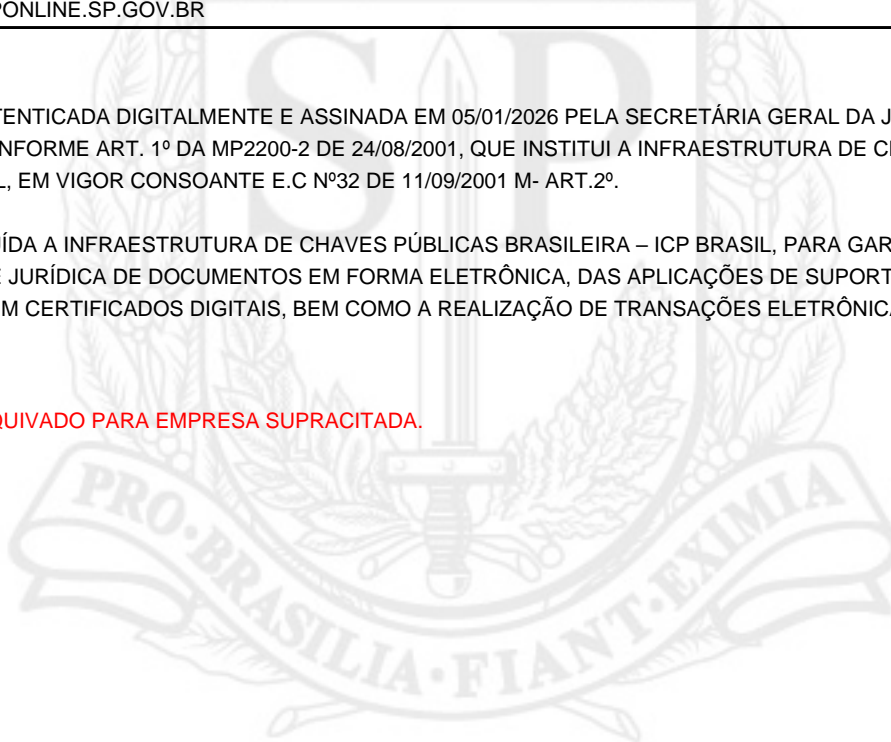 PONLINE.SP.GOV.BR
TENTICADA DIGITALMENTE E ASSINADA EM 05/01/2026 PELA SECRETÁRIA GERAL DA J
NFORME ART. 1º DA MP2200-2 DE 24/08/2001, QUE INSTITUI A INFRAESTRUTURA DE C
L, EM VIGOR CONSOANTE E.C Nº32 DE 11/09/2001 M- ART.2º.
ÍDA A INFRAESTRUTURA DE CHAVES PÚBLICAS BRASILEIRA – ICP BRASIL, PARA GAR
E JURÍDICA DE DOCUMENTOS EM FORMA ELETRÔNICA, DAS APLICAÇÕES DE SUPORT
M CERTIFICADOS DIGITAIS, BEM COMO A REALIZAÇÃO DE TRANSAÇÕES ELETRÔNICA
QUIVADO PARA EMPRESA SUPRACITADA.
SP
PRO·BRASILIA·FIANT·EXIMIA